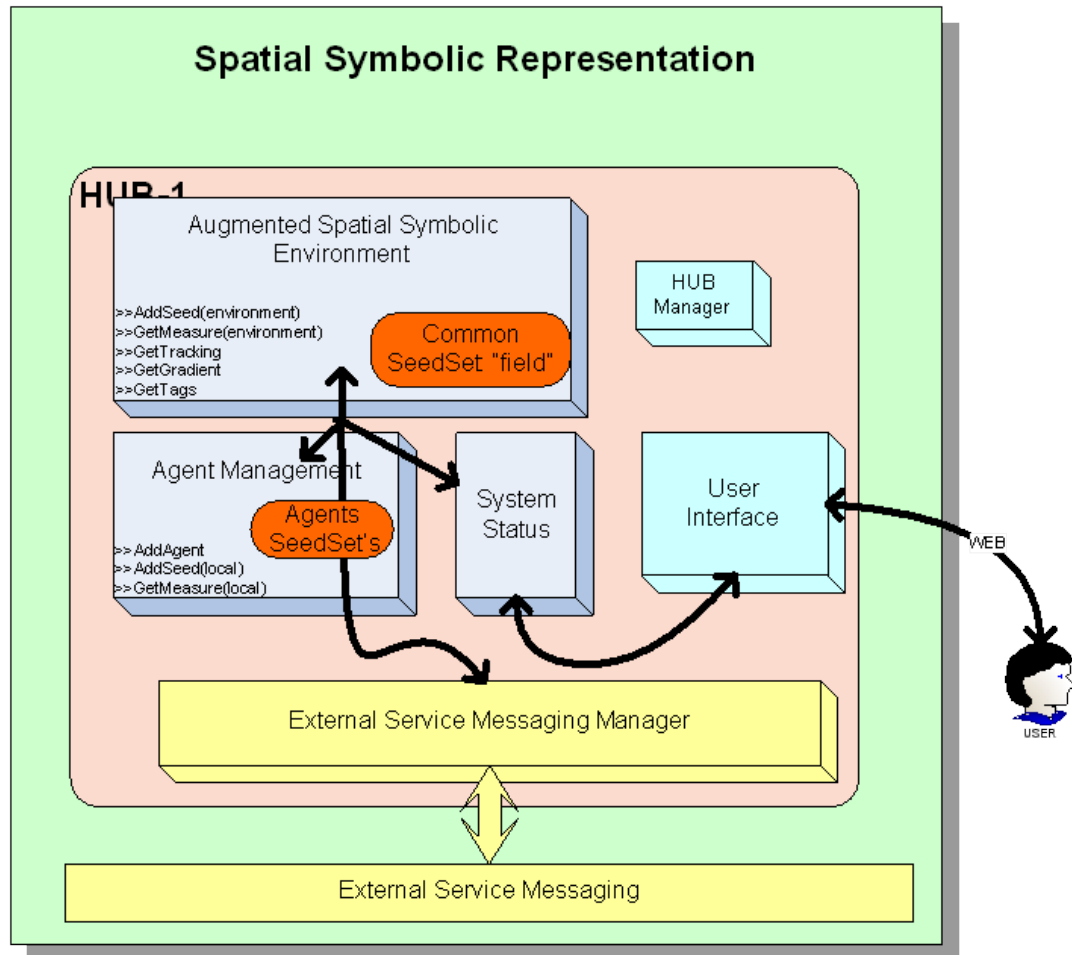 Spatial Symbolic Representation
HUB-1
Augmented Spatial Symbolic
Environment
>>AddSeed(environment)
>>GetMeasure(environment)
>>GetTracking
>>GetGradient
>>GetTags
Common
SeedSet "field"
HUB
Manager
Agent Management
Agents
SeedSet's
>>AddAgent
>>AddSeed(local)
>>GetMeasure(local)
System
Status
User
Interface
WEB
USER
External Service Messaging Manager
External Service Messaging